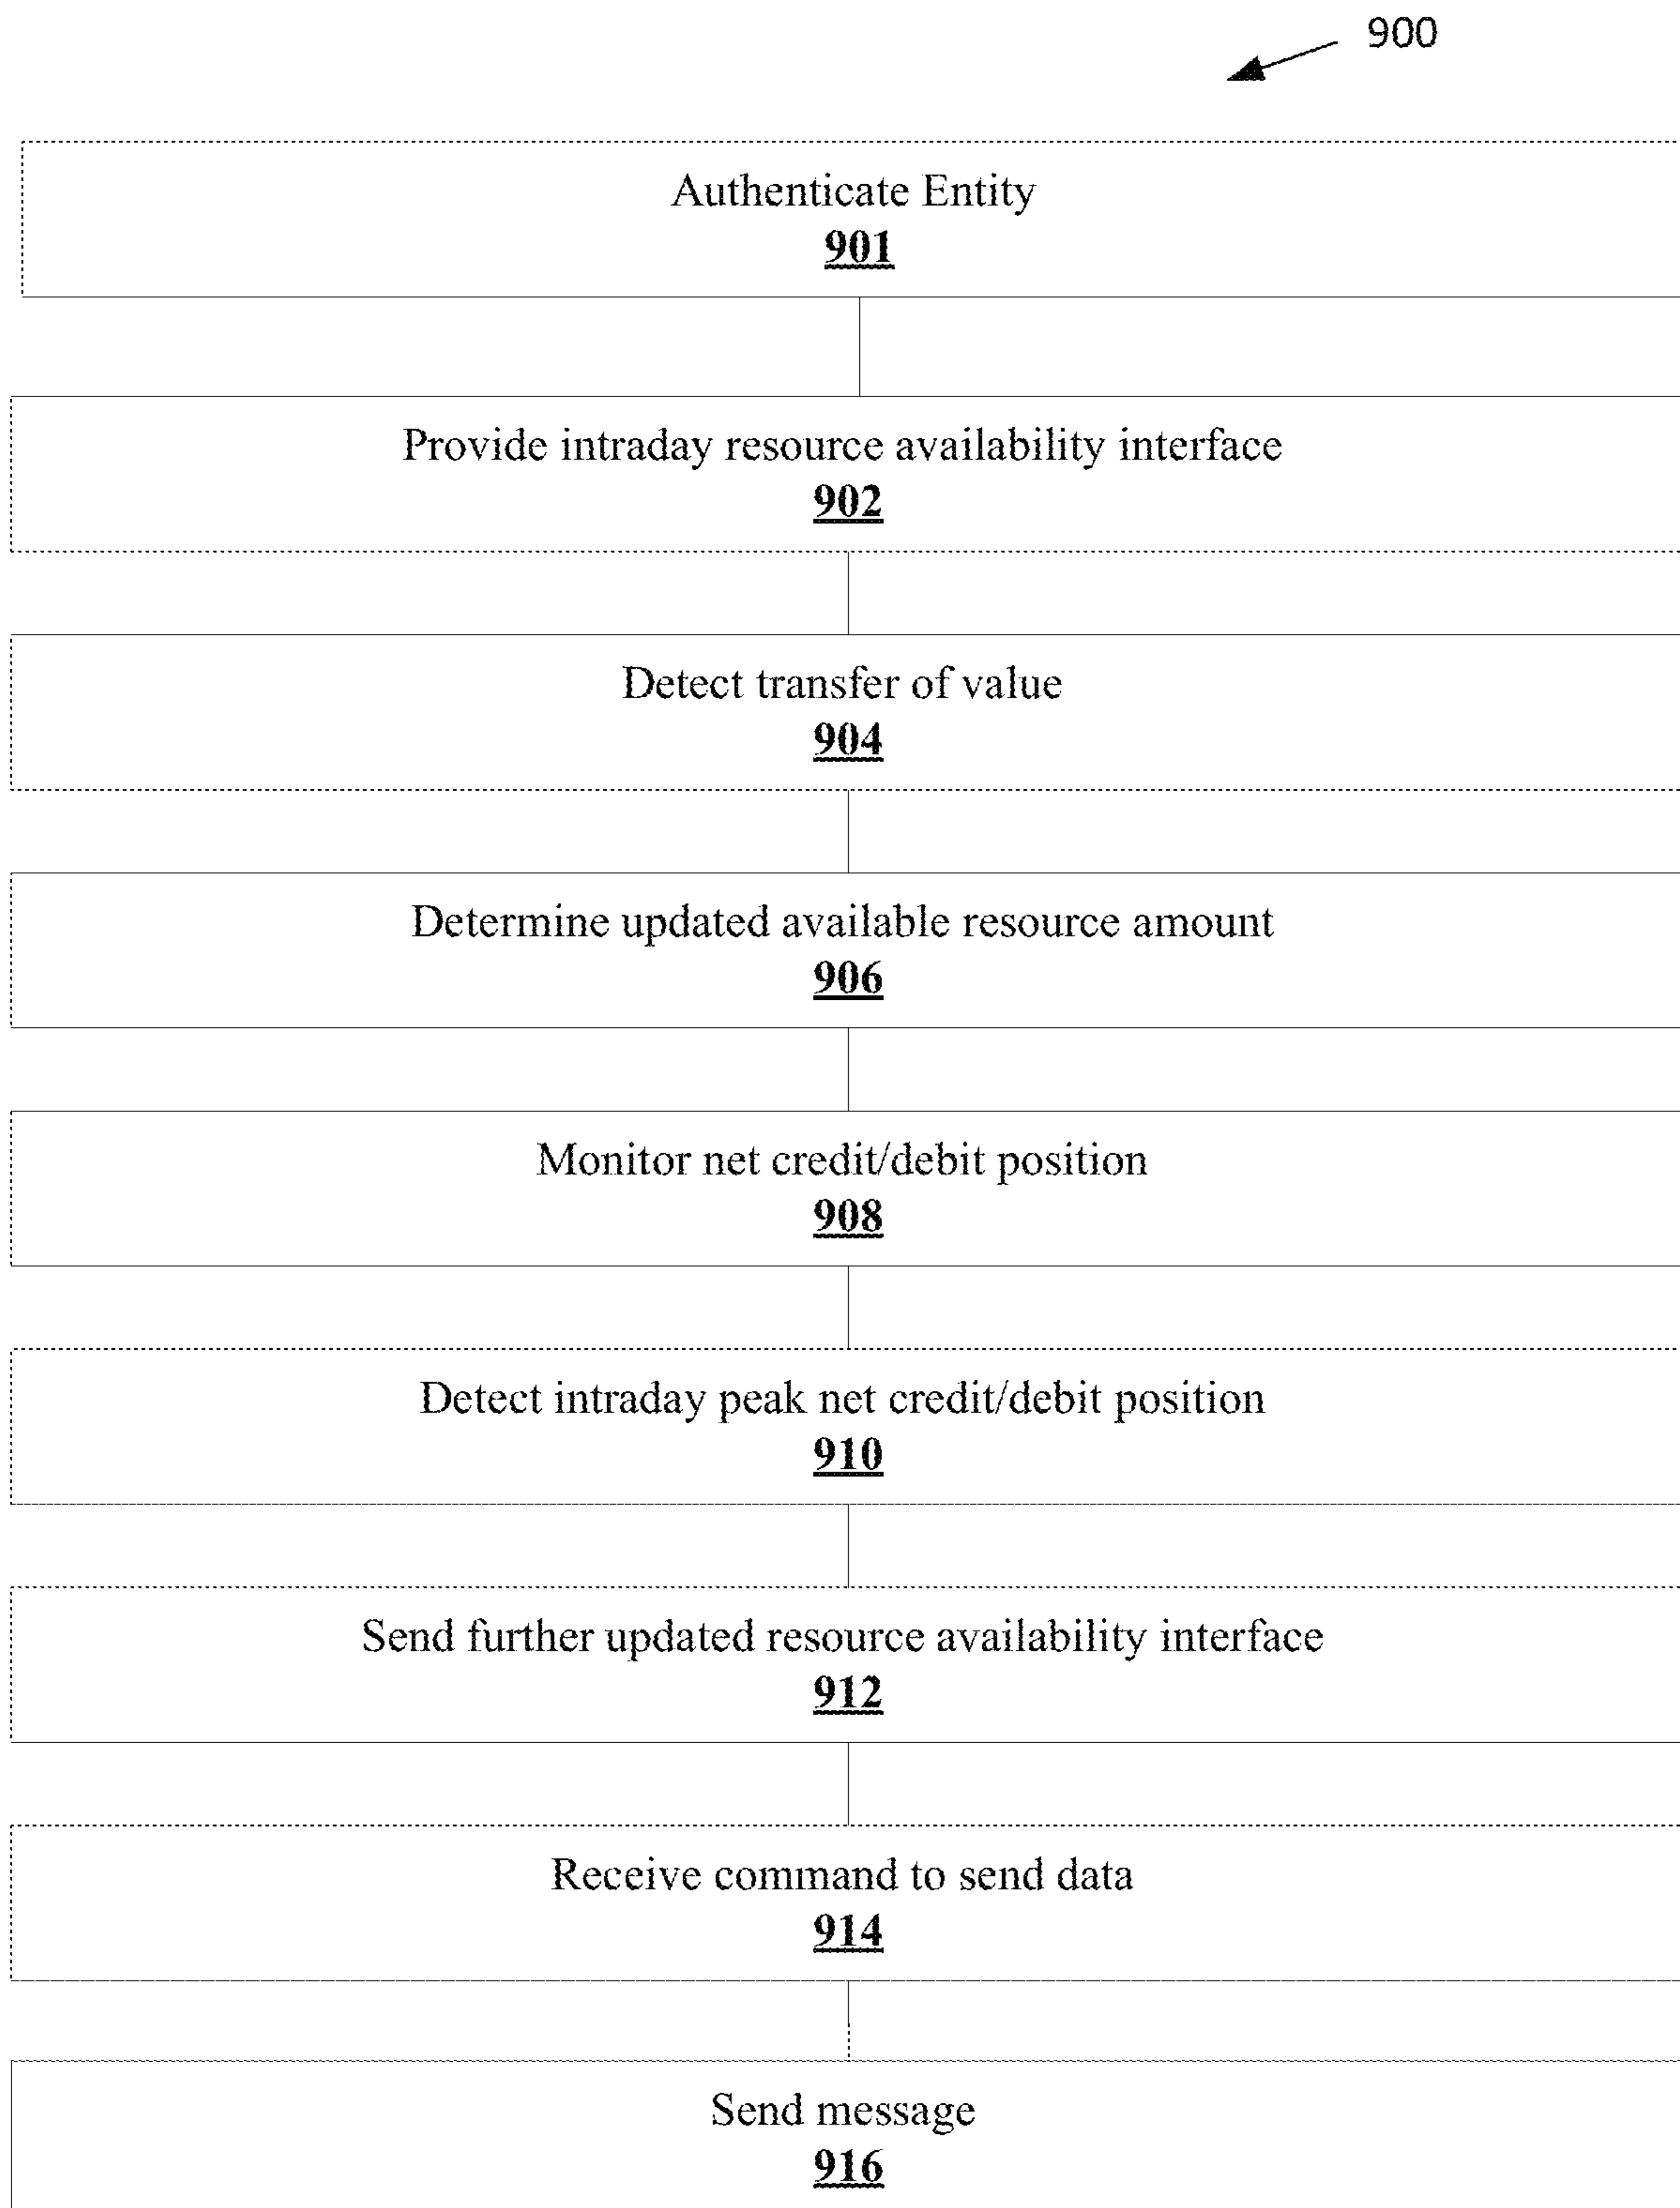 900
Authenticate Entity
901
Provide intraday resource availability interface
902
Detect transfer of value
904
Determine updated available resource amount
906
Monitor net credit/debit position
908
Detect intraday peak net credit/debit position
910
Send further updated resource availability interface
912
Receive command to send data
914
Send message
916